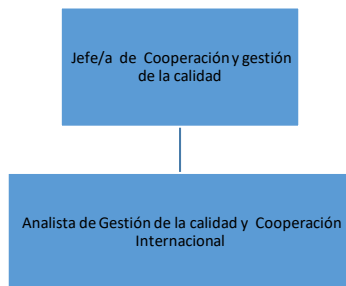 Jefe/a de Cooperación y gestión
de la calidad
Analista de Gestión de la calidad y Cooperación
Internacional